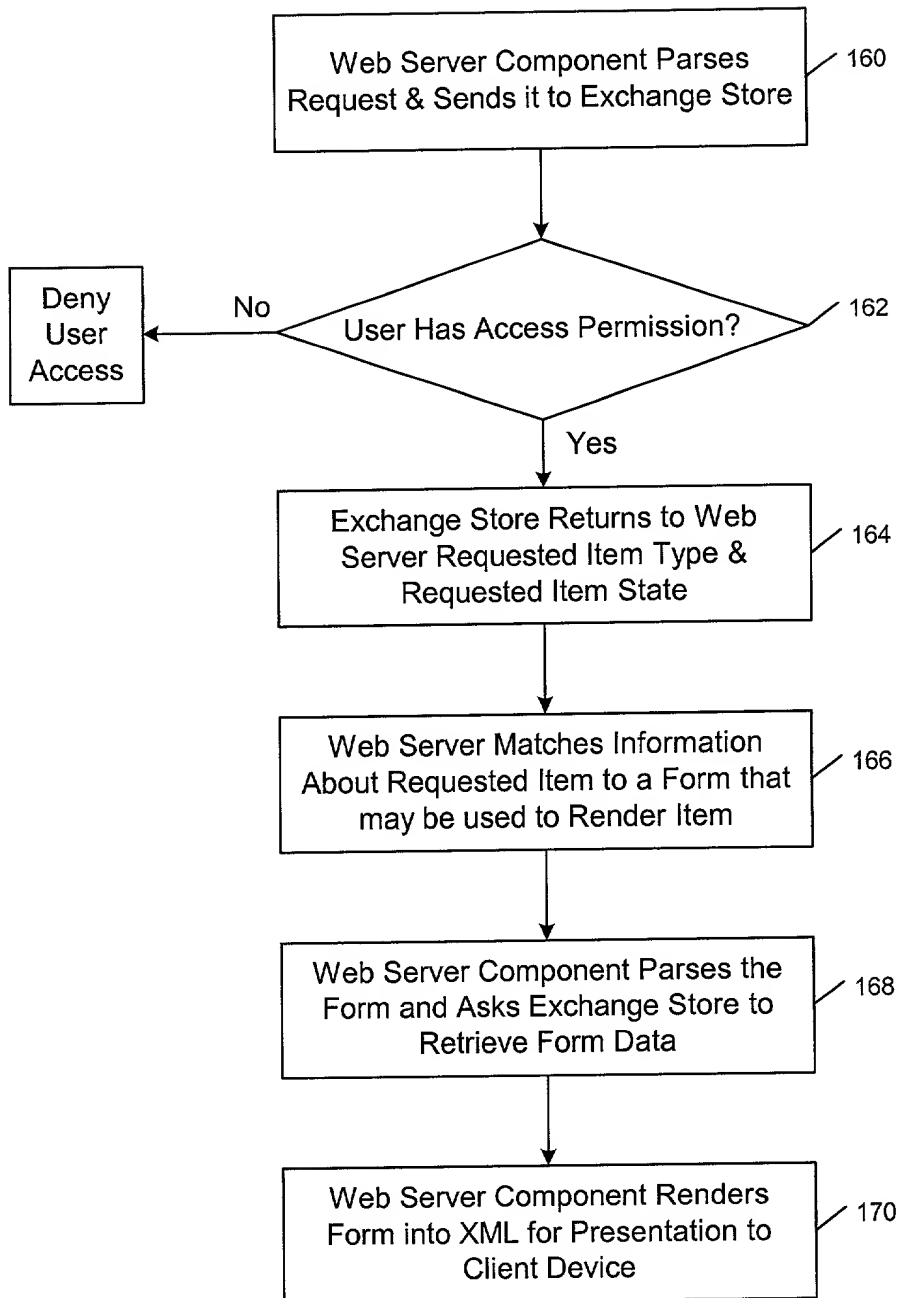 Web Server Component Parses
Request & Sends it to Exchange Store
160
User Has Access Permission?
162
No
Deny
User
Access
Yes
Exchange Store Returns to Web
Server Requested Item Type &
Requested Item State
164
Web Server Matches Information
About Requested Item to a Form that
may be used to Render Item
166
Web Server Component Parses the
Form and Asks Exchange Store to
Retrieve Form Data
168
Web Server Component Renders
Form into XML for Presentation to
Client Device
170